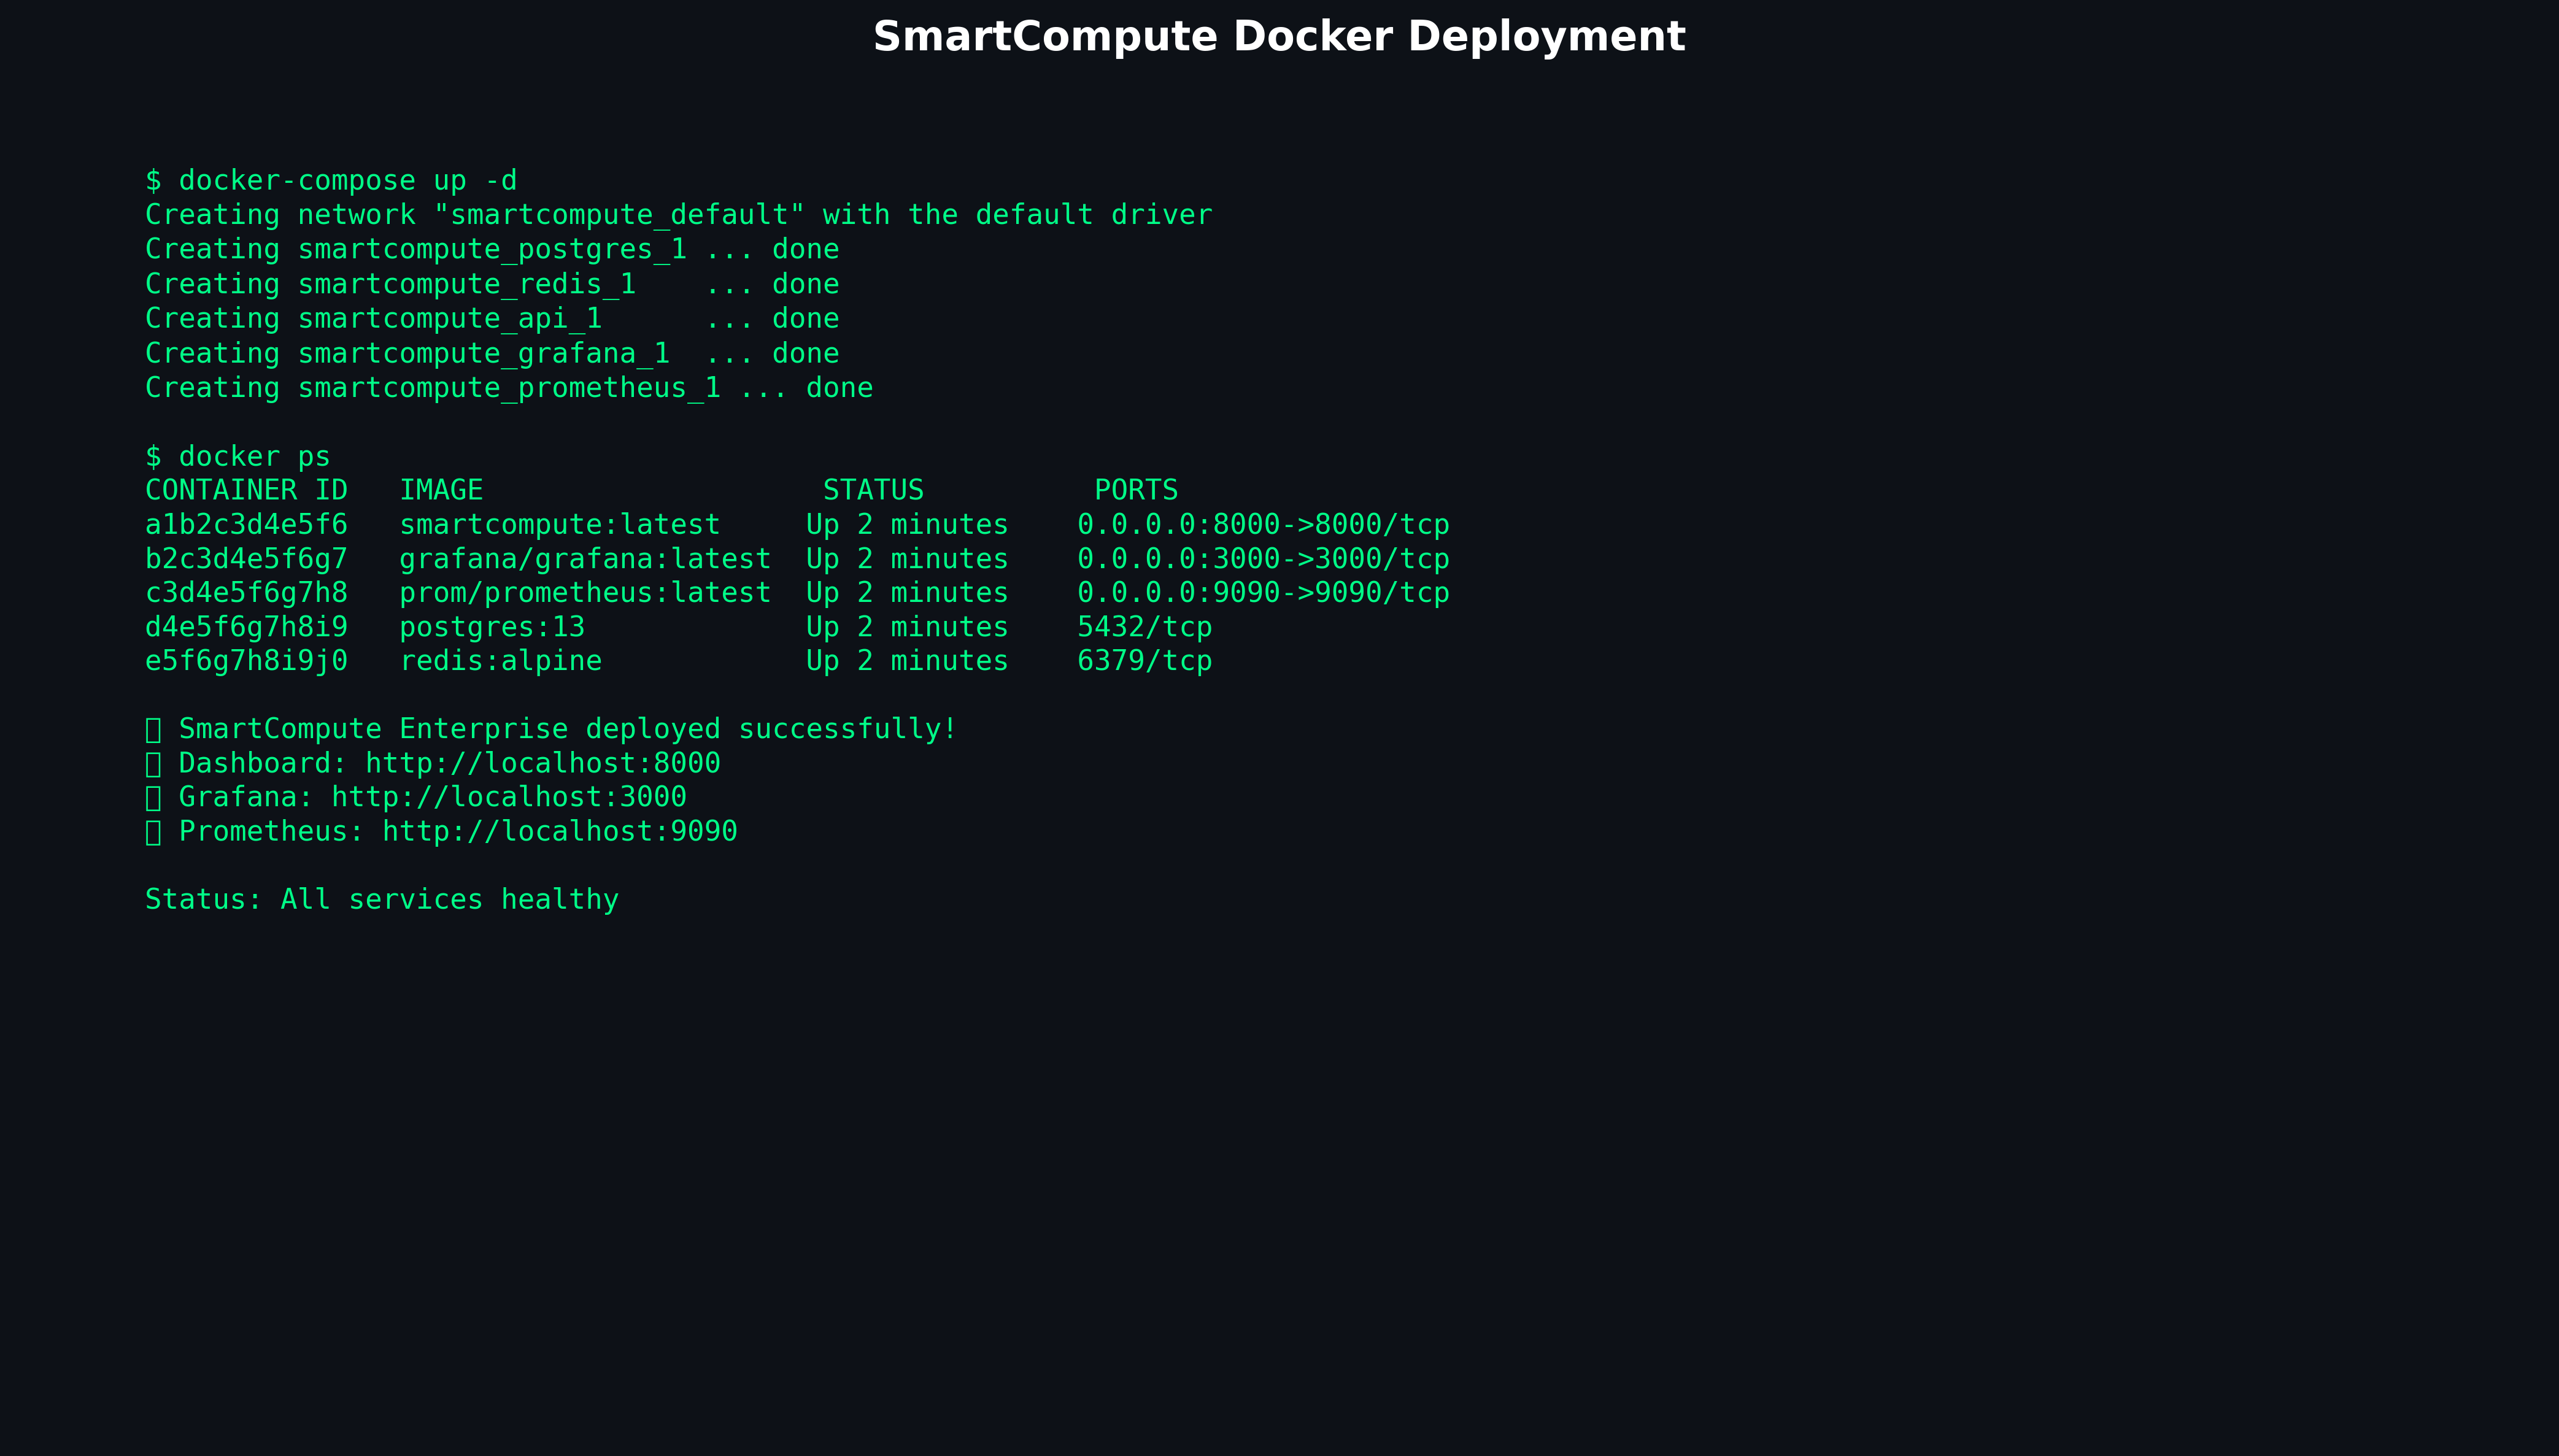 SmartCompute Docker Deployment
$ docker-compose up -d
Creating network "smartcompute_default" with the default driver
Creating smartcompute_postgres_1 ... done
Creating smartcompute_redis_1    ... done
Creating smartcompute_api_1      ... done
Creating smartcompute_grafana_1  ... done
Creating smartcompute_prometheus_1 ... done
$ docker ps
CONTAINER ID   IMAGE                    STATUS          PORTS
a1b2c3d4e5f6   smartcompute:latest     Up 2 minutes    0.0.0.0:8000->8000/tcp
b2c3d4e5f6g7   grafana/grafana:latest  Up 2 minutes    0.0.0.0:3000->3000/tcp
c3d4e5f6g7h8   prom/prometheus:latest  Up 2 minutes    0.0.0.0:9090->9090/tcp
d4e5f6g7h8i9   postgres:13             Up 2 minutes    5432/tcp
e5f6g7h8i9j0   redis:alpine            Up 2 minutes    6379/tcp
SmartCompute Enterprise deployed successfully!
Dashboard: http://localhost:8000
Grafana: http://localhost:3000
Prometheus: http://localhost:9090
Status: All services healthy